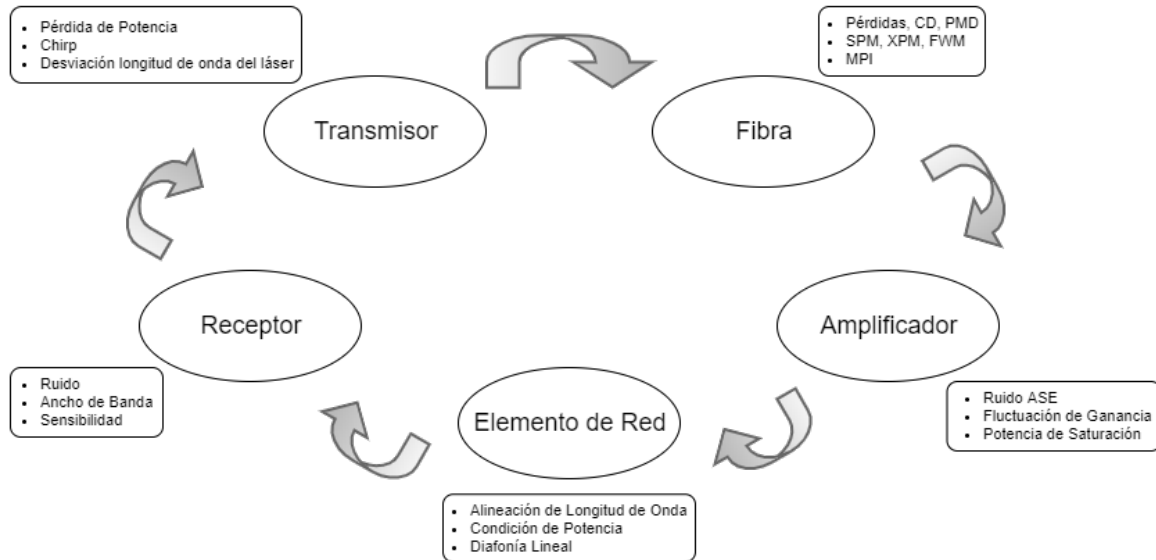 • Pérdida de Potencia
• Chirp
• Desviación longitud de onda del láser
• Pérdidas, CD, PMD
• SPM, XPM, FWM
• MPI
Transmisor
Fibra
Receptor
Amplificador
• Ruido
• Ancho de Banda
• Sensibilidad
Elemento de Red
• Ruido ASE
• Fluctuación de Ganancia
• Potencia de Saturación
• Alineación de Longitud de Onda
• Condición de Potencia
• Diafonía Lineal